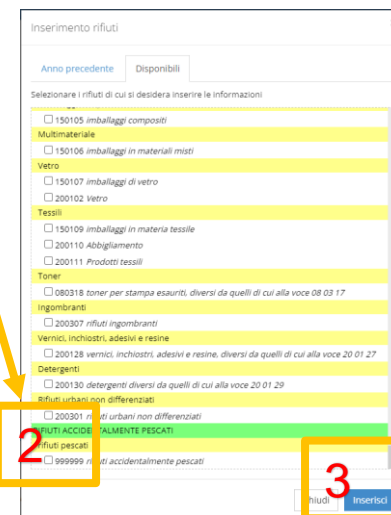 Inserimento rifiuti
Anno precedente Disponibili
Selezionare i rifiuti di cui si desidera inserire le informazioni
150105 imballaggi compositi
Multimateriale
150106 imballaggi in materiali misti
Vetro
150107 imballaggi di vetro
200102 Vetro
Tessili
150109 imballaggi in materia tessile
200110 Abbigliamento
200111 Prodotti tessili
Toner
080318 toner per stampa esauriti, diversi da quelli di cui alla voce 08 03 17
Ingombranti
200307 rifiuti ingombranti
Vernici, inchiostri, adesivi e resine
200128 vernici, inchiostri, adesivi e resine, diversi da quelli di cui alla voce 20 01 27
Detergenti
200130 detergenti diversi da quelli di cui alla voce 20 01 29
Rifiuti urbani non differenziati
200301 rifiuti urbani non differenziati
RIFIUTI ACCIDENTALMENTE PESCATI
Rifiuti pescati
2
999999 rifiuti accidentalmente pescati
3
Chiudi Inserisci